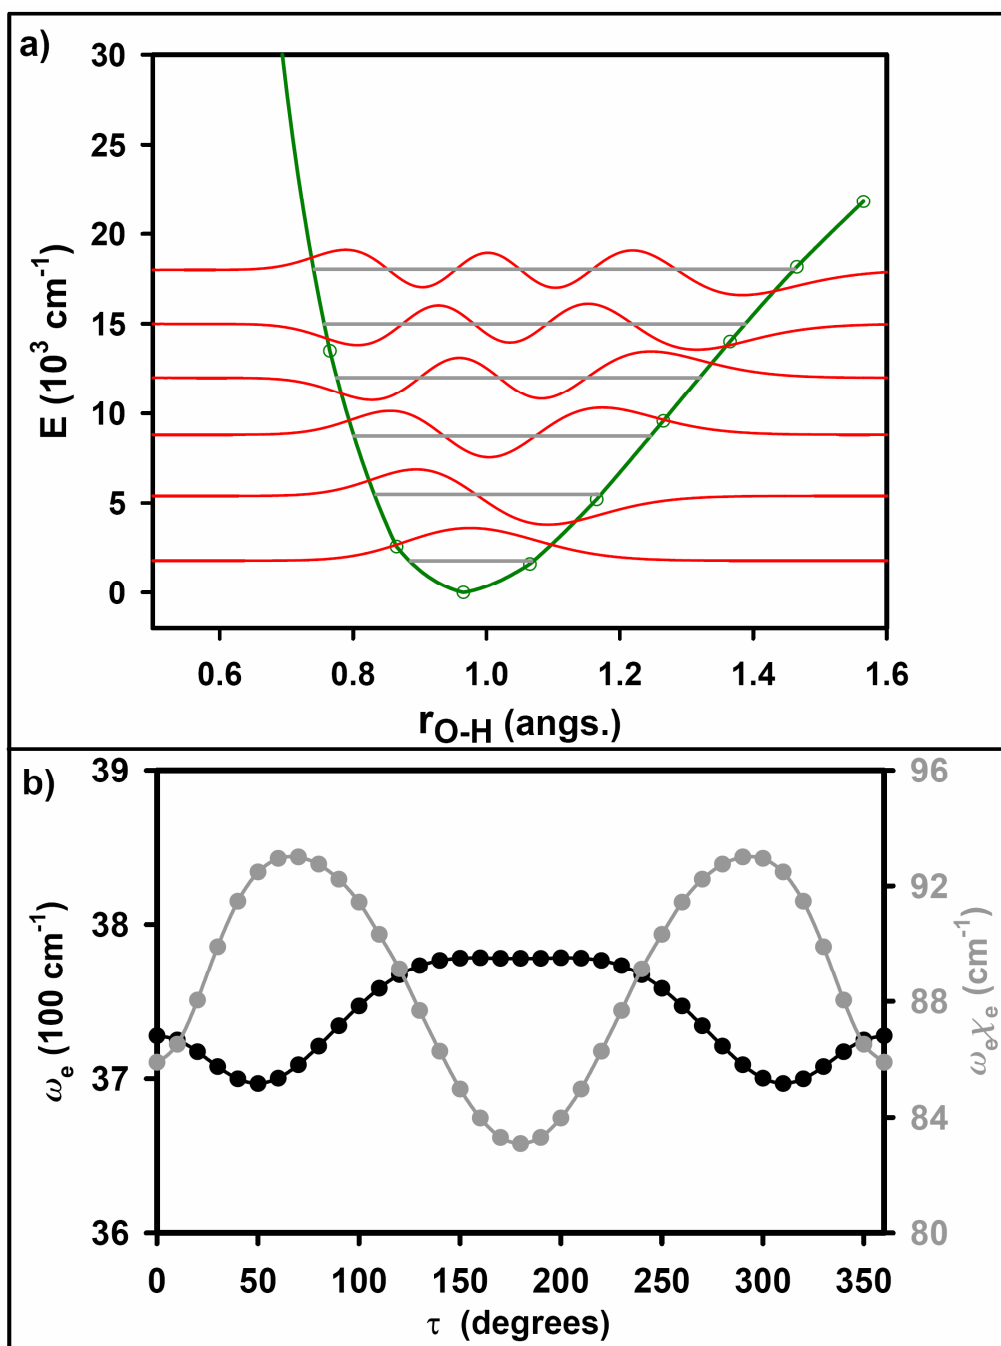 a)
30
25
20
15
10
5
0
E (10³ cm⁻¹)
0.6 0.8 1.0 1.2 1.4 1.6
rO-H (angs.)
b)
39
38
37
36
ωe (100 cm⁻¹)
96
92
88
84
80
ωeχe (cm⁻¹)
0 50 100 150 200 250 300 350
τ (degrees)